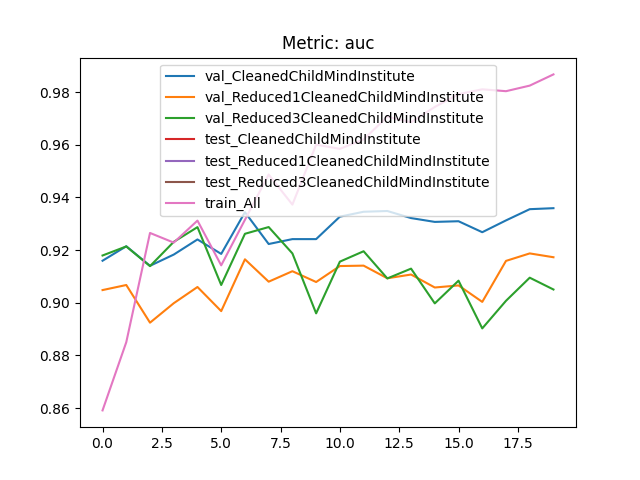 Metric: auc
val_CleanedChildMindInstitute
val_Reduced1CleanedChildMindInstitute
val_Reduced3CleanedChildMindInstitute
test_CleanedChildMindInstitute
test_Reduced1CleanedChildMindInstitute
test_Reduced3CleanedChildMindInstitute
train_All
0.98
0.96
0.94
0.92
0.90
0.88
0.86
0.0 2.5 5.0 7.5 10.0 12.5 15.0 17.5